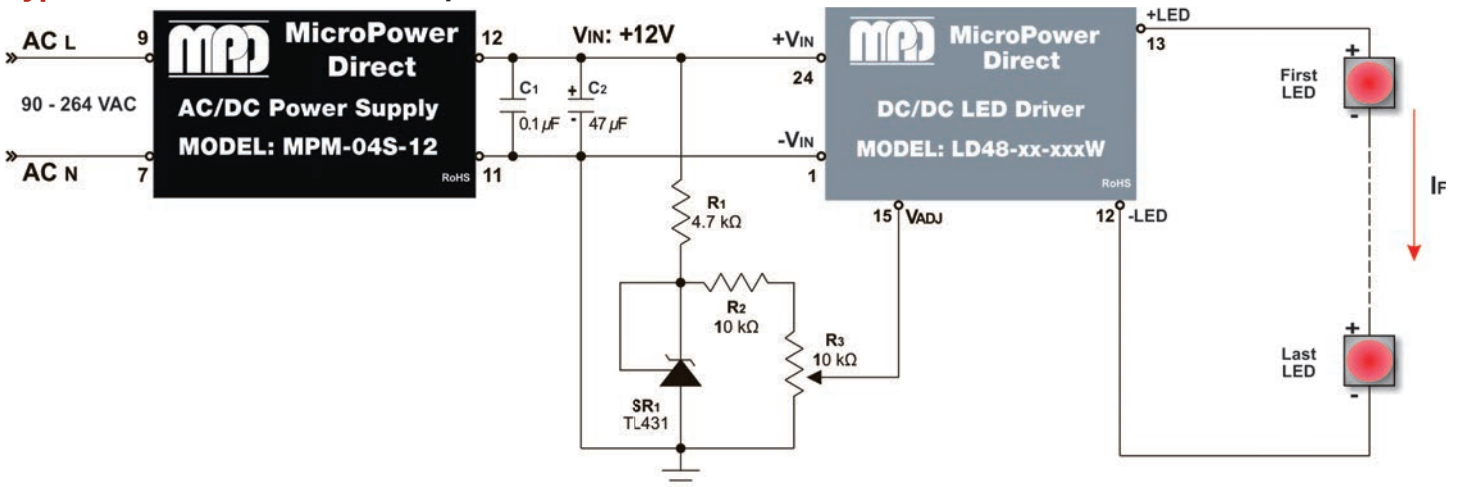 AC L
9
MPD
MicroPower
Direct
AC/DC Power Supply
MODEL: MPM-04S-12
RoHS
90 - 264 VAC
AC N
7
12
11
VIN: +12V
C1
0.1 µF
+
C2
-
47 µF
+VIN
24
-VIN
1
MPD
MicroPower
Direct
DC/DC LED Driver
MODEL: LD48-xx-xxxW
RoHS
+LED
13
15
VADJ
12
-LED
R1
4.7 kΩ
R2
10 kΩ
R3
10 kΩ
SR1
TL431
First
LED
+
-
IF
Last
LED
+
-